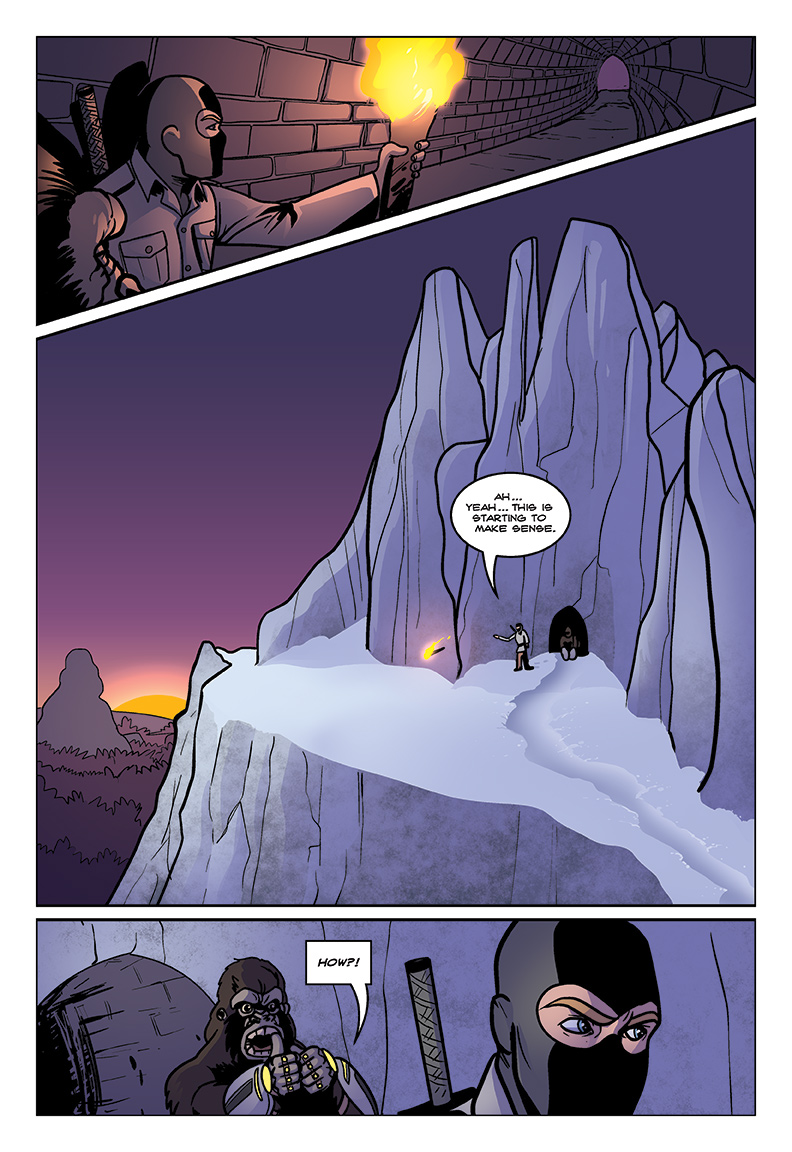 AH...
YEAH... THIS IS
STARTING TO
MAKE SENSE.
HOW?!